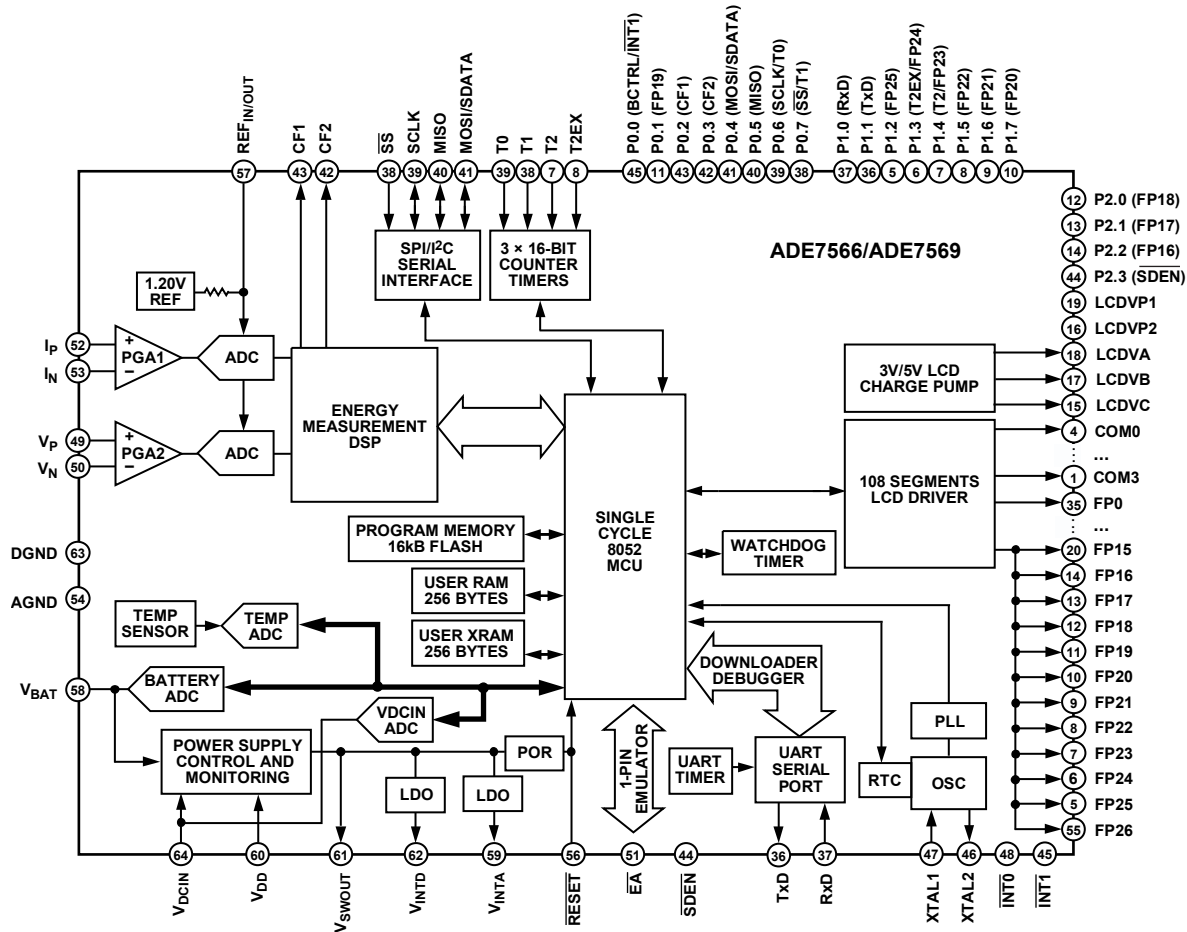 P0.0 (BCTRL/INT1)
P0.1 (FP19)
P0.2 (CF1)
P0.3 (CF2)
P0.4 (MOSI/SDATA)
P0.5 (MISO)
P0.6 (SCLK/T0)
P0.7 (SS/T1)
P1.0 (RxD)
P1.1 (TxD)
P1.2 (FP25)
P1.3 (T2EX/FP24)
P1.4 (T2/FP23)
P1.5 (FP22)
P1.6 (FP21)
P1.7 (FP20)
REFIN/OUT
CF1
CF2
SS
SCLK
MISO
MOSI/SDATA
T0
T1
T2
T2EX
57
43
42
38
39
40
41
39
38
7
8
45
11
43
42
41
40
39
38
37
36
5
6
7
8
9
10
ADE7566/ADE7569
12 P2.0 (FP18)
13 P2.1 (FP17)
14 P2.2 (FP16)
44 P2.3 (SDEN)
19 LCDVP1
16 LCDVP2
18 LCDVA
17 LCDVB
15 LCDVC
4 COM0
...
1 COM3
35 FP0
...
20 FP15
14 FP16
13 FP17
12 FP18
11 FP19
10 FP20
9 FP21
8 FP22
7 FP23
6 FP24
5 FP25
55 FP26
SPI/I2C
SERIAL
INTERFACE
3 × 16-BIT
COUNTER
TIMERS
1.20V
REF
IP 52
IN 53
+
PGA1
−
ADC
VP 49
VN 50
+
PGA2
−
ADC
ENERGY
MEASUREMENT
DSP
3V/5V LCD
CHARGE PUMP
108 SEGMENTS
LCD DRIVER
SINGLE
CYCLE
8052
MCU
PROGRAM MEMORY
16kB FLASH
WATCHDOG
TIMER
USER RAM
256 BYTES
USER XRAM
256 BYTES
DGND 63
AGND 54
TEMP
SENSOR
TEMP
ADC
VBAT 58
BATTERY
ADC
VDCIN
ADC
DOWNLOADER
DEBUGGER
POWER SUPPLY
CONTROL AND
MONITORING
POR
LDO
LDO
1-PIN
EMULATOR
UART
TIMER
UART
SERIAL
PORT
PLL
RTC
OSC
64
60
61
62
59
56
51
44
36
37
47
46
48
45
VDCIN
VDD
VSWOUT
VINTD
VINTA
RESET
EA
SDEN
TxD
RxD
XTAL1
XTAL2
INT0
INT1